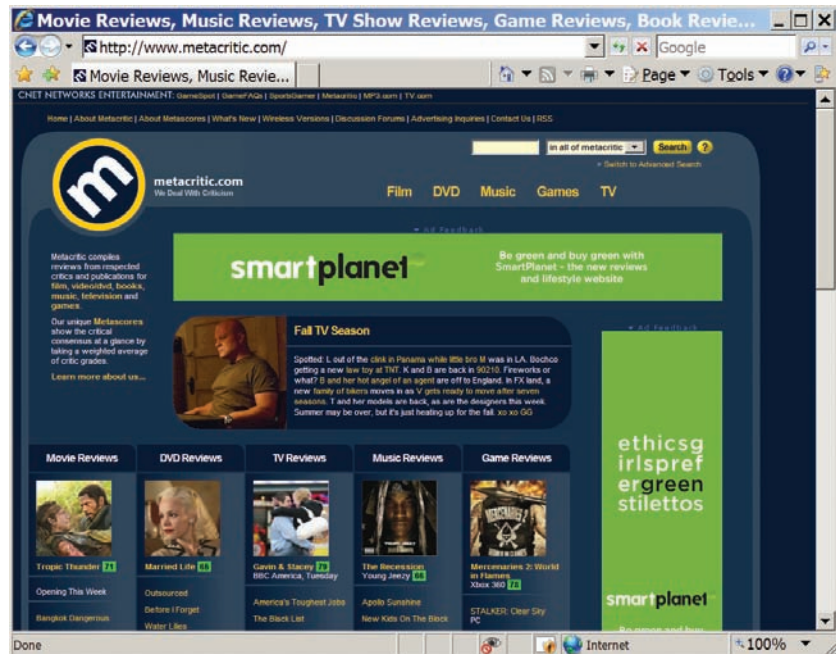 Movie Reviews, Music Reviews, TV Show Reviews, Game Reviews, Book Revie...
http://www.metacritic.com/
Google
Movie Reviews, Music Revie...
Page
Tools
CNET NETWORKS ENTERTAINMENT: GameSpot | GameFAQs | SportsGamer | Metacritic | MP3.com | TV.com
Home | About Metacritic | About Metascores | What's New | Wireless Versions | Discussion Forums | Advertising Inquiries | Contact Us | RSS
in all of metacritic
Search
?
» Switch to Advanced Search
m
metacritic.com
We Deal With Criticism
Film DVD Music Games TV
Ad Feedback
Metacritic compiles
reviews from respected
critics and publications for
film, video/dvd, books,
music, television and
games.
Our unique Metascores
show the critical
consensus at a glance by
taking a weighted average
of critic grades.
Learn more about us...
smartplanet
Be green and buy green with
SmartPlanet - the new reviews
and lifestyle website
Fall TV Season
Spotted: L out of the clink in Panama while little bro M was in LA. Bochco
getting a new law toy at TNT. K and B are back in 90210. Fireworks or
what? B and her hot angel of an agent are off to England. In FX land, a
new family of bikers moves in as V gets ready to move after seven
seasons. T and her models are back, as are the designers this week.
Summer may be over, but it's just heating up for the fall. xo xo GG
Ad Feedback
ethicsg
irlspref
ergreen
stilettos
smartplanet
Be green and buy
Movie Reviews
Tropic Thunder 71
Opening This Week
Bangkok Dangerous
DVD Reviews
Married Life 65
Outsourced
Before I Forget
Water Lilies
TV Reviews
Gavin & Stacey 79
BBC America, Tuesday
America's Toughest Jobs
The Black List
Music Reviews
The Recession
Young Jeezy
Apollo Sunshine
New Kids On The Block
Game Reviews
MERCENARIES 2
Mercenaries 2: World
in Flames
Xbox 360
STALKER: Clear Sky
PC
Done
Internet
100%